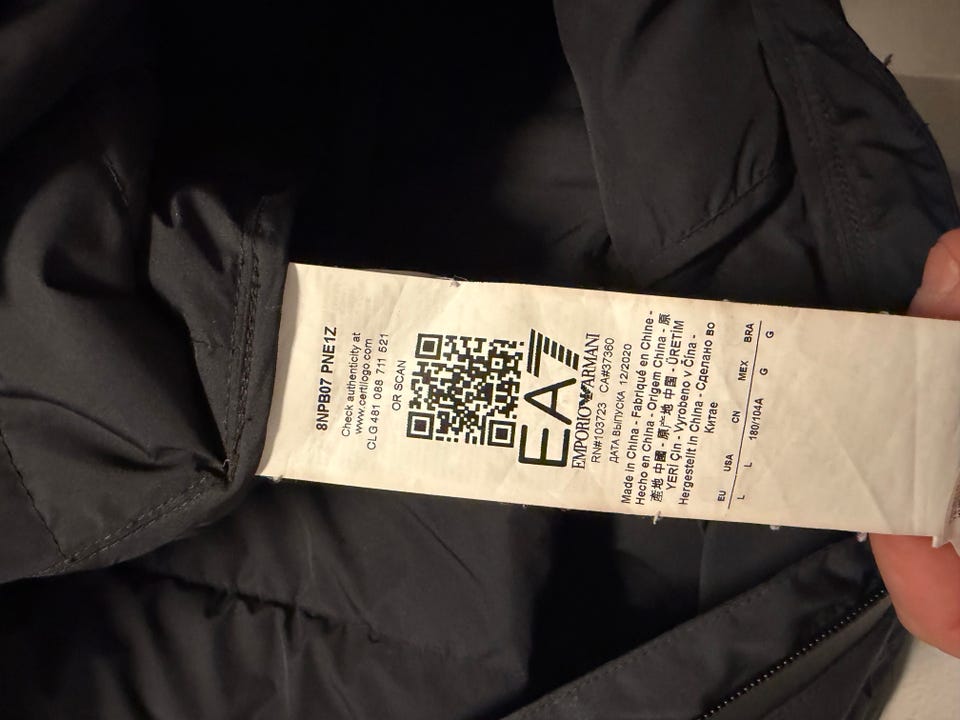 8NPB07 PNE1Z
Check authenticity at
www.certilogo.com
CLG 481 088 711 521
OR SCAN
EA7
EMPORIO ARMANI
RN#103723 CA#37360
ДАТА ВЫПУСКА 12/2020
Made in China - Fabriqué en Chine -
Hecho en China - Origem China - 原
產地 中國 - 原产地 中国 - ÜRETİM
YERİ Çin - Vyrobeno v Čína -
Hergestellt in China - Сделано во
Китае
EU USA CN MEX BRA
L L 180/104A G G